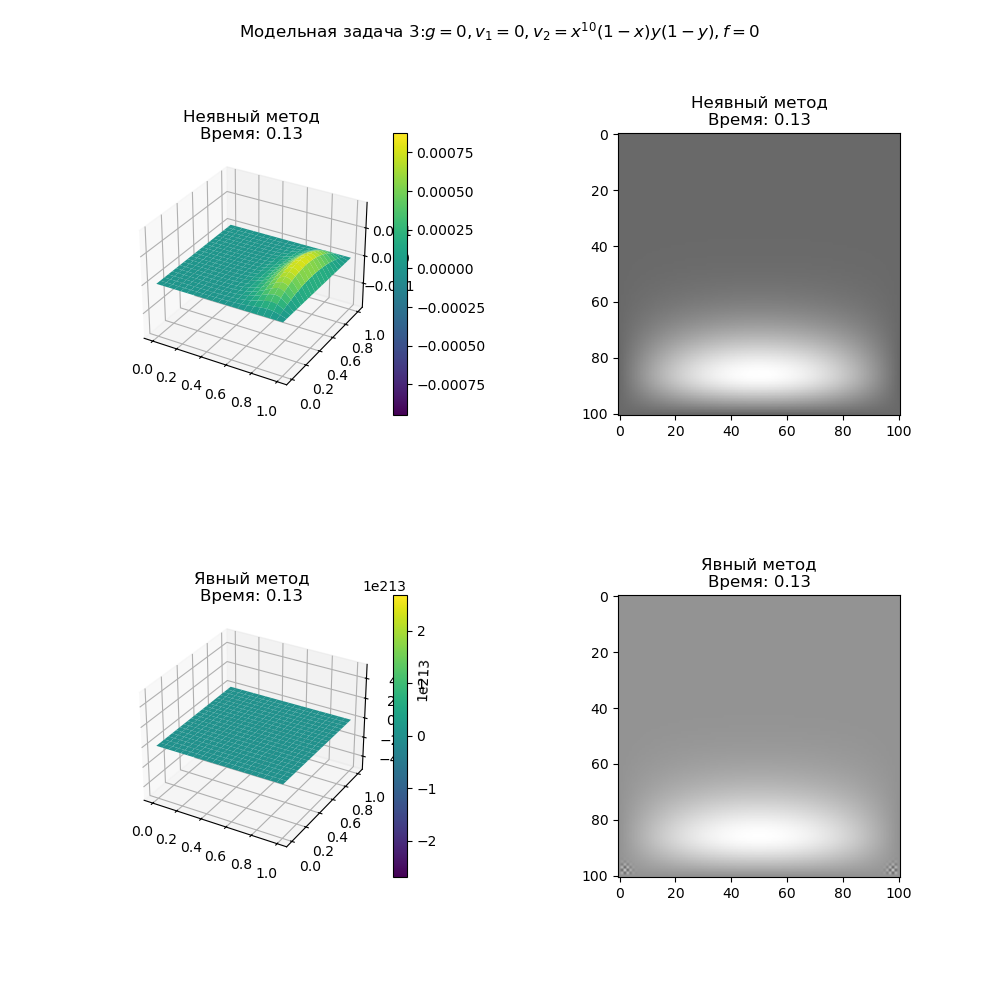 Модельная задача 3:g = 0, v₁ = 0, v₂ = x¹⁰(1 − x)y(1 − y), f = 0
Неявный метод
Время: 0.13
0.00075
0.00050
0.00025
0.00000
−0.00025
−0.00050
−0.00075
0.0 0.2 0.4 0.6 0.8 1.0
0.0 0.2 0.4 0.6 0.8 1.0
Неявный метод
Время: 0.13
0
20
40
60
80
100
0 20 40 60 80 100
Явный метод
Время: 0.13
1e213
2
0
−1
−2
1e213
0.0 0.2 0.4 0.6 0.8 1.0
0.0 0.2 0.4 0.6 0.8 1.0
Явный метод
Время: 0.13
0
20
40
60
80
100
0 20 40 60 80 100